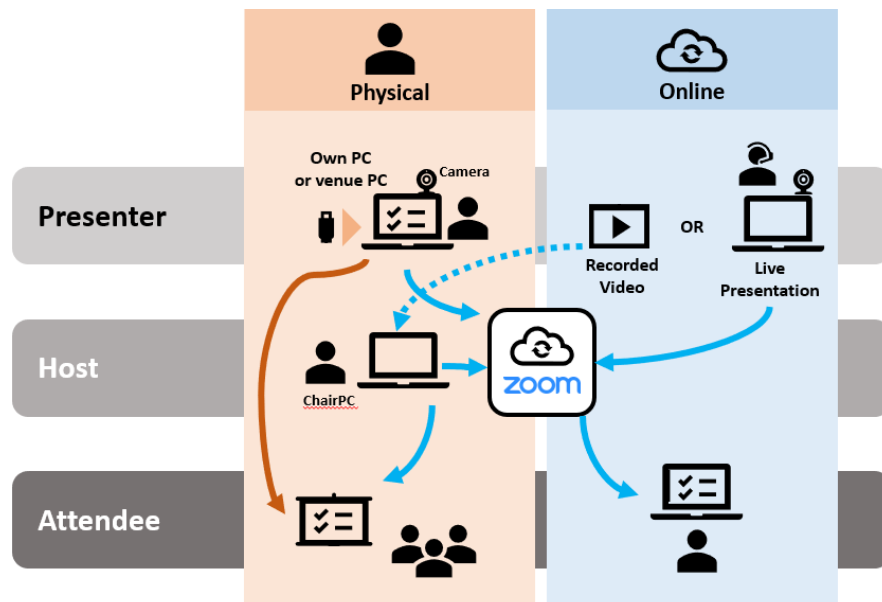 Physical
Online
Own PC
or venue PC
Camera
Presenter
OR
Recorded
Video
Live
Presentation
Host
zoom
ChairPC
Attendee